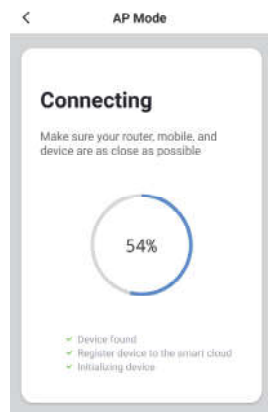 AP Mode
Connecting
Make sure your router, mobile, and
device are as close as possible
54%
Device found
Register device to the smart cloud
Initializing device